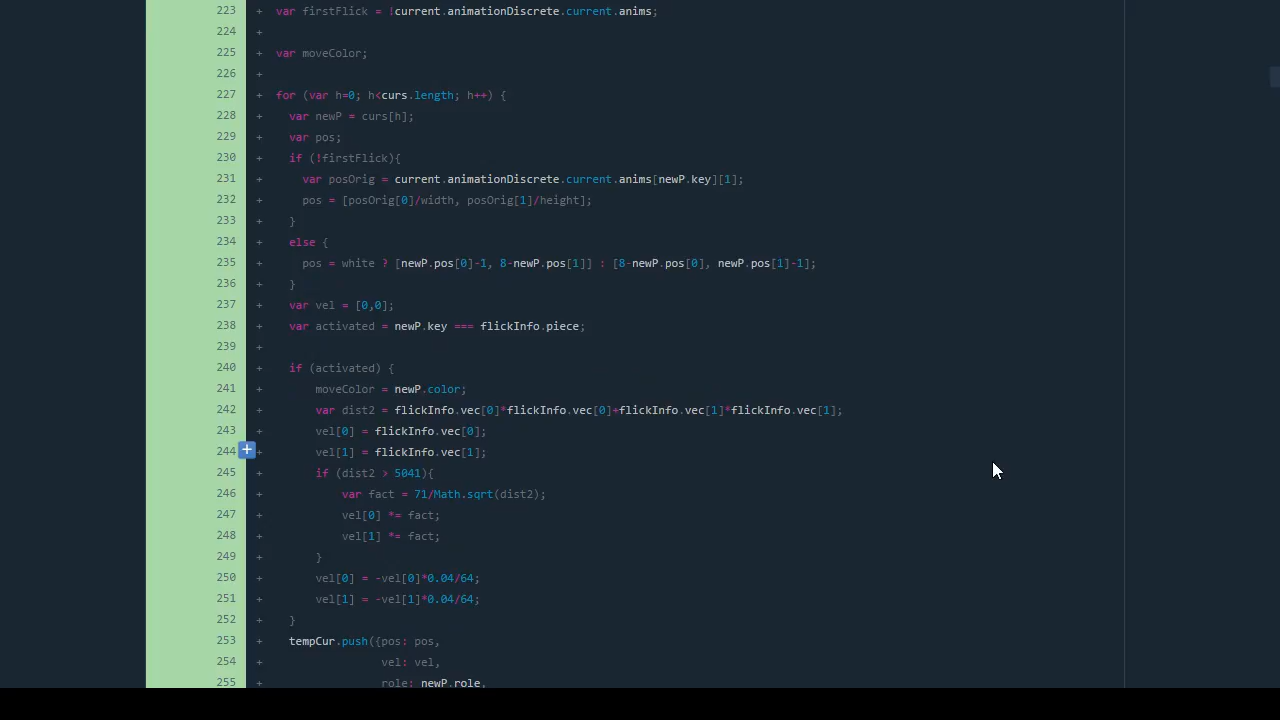 223 + var firstFlick = !current.animationDiscrete.current.anims;
224 +
225 + var moveColor;
226 +
227 + for (var h=0; h<curs.length; h++) {
228 + var newP = curs[h];
229 + var pos;
230 + if (!firstFlick){
231 + var posOrig = current.animationDiscrete.current.anims[newP.key][1];
232 + pos = [posOrig[0]/width, posOrig[1]/height];
233 + }
234 + else {
235 + pos = white ? [newP.pos[0]-1, 8-newP.pos[1]] : [8-newP.pos[0], newP.pos[1]-1];
236 + }
237 + var vel = [0,0];
238 + var activated = newP.key === flickInfo.piece;
239 +
240 + if (activated) {
241 + moveColor = newP.color;
242 + var dist2 = flickInfo.vec[0]*flickInfo.vec[0]+flickInfo.vec[1]*flickInfo.vec[1];
243 + vel[0] = flickInfo.vec[0];
244 + + vel[1] = flickInfo.vec[1];
245 + if (dist2 > 5041){
246 + var fact = 71/Math.sqrt(dist2);
247 + vel[0] *= fact;
248 + vel[1] *= fact;
249 + }
250 + vel[0] = -vel[0]*0.04/64;
251 + vel[1] = -vel[1]*0.04/64;
252 + }
253 + tempCur.push({pos: pos,
254 + vel: vel,
255 + role: newP.role,